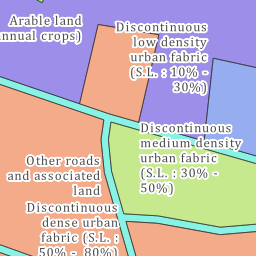 Arable land
nnual crops)
Discontinuous
low density
urban fabric
(S.L. : 10% -
30%)
Discontinuous
medium density
urban fabric
(S.L. : 30% -
50%)
Other roads
and associated
land
Discontinuous
dense urban
fabric (S.L. :
50% - 80%)